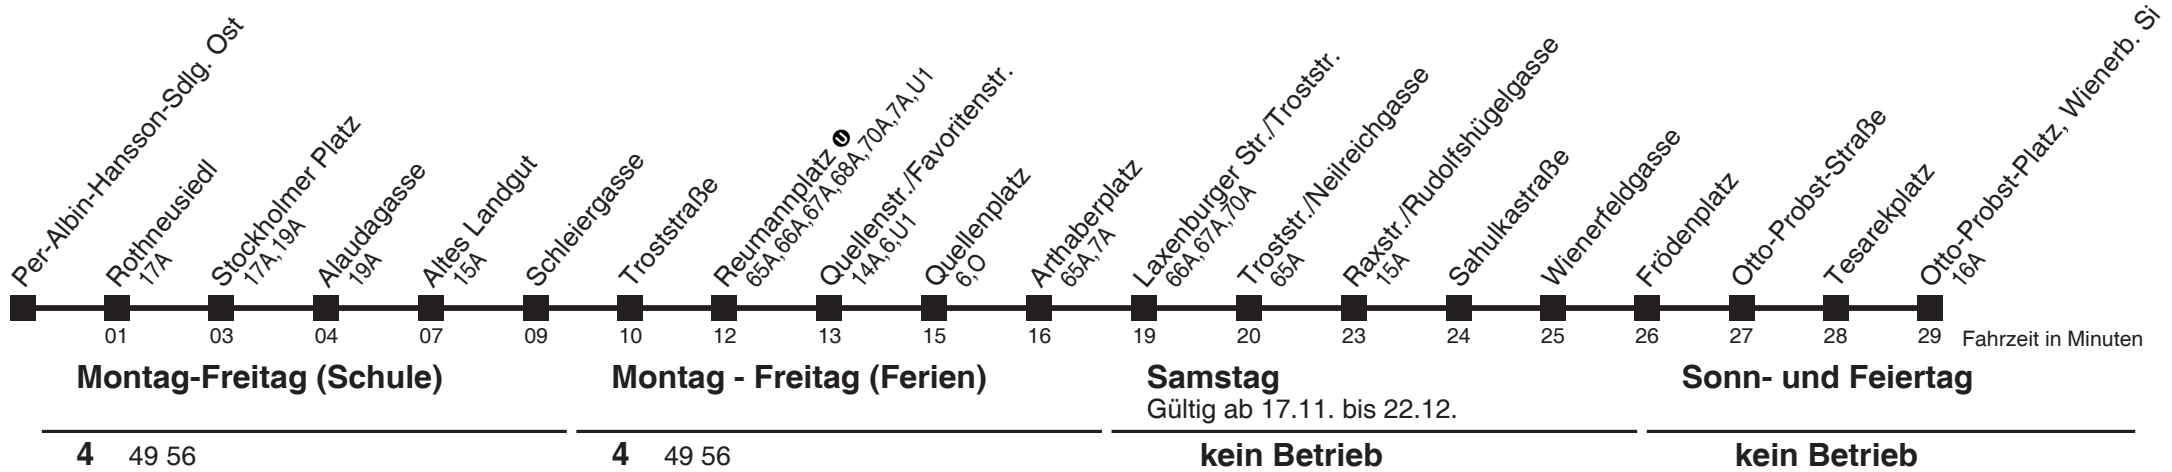 Per-Albin-Hansson-Sdlg. Ost
Rothneusiedl
17A
Stockholmer Platz
17A,19A
Alaudagasse
19A
Altes Landgut
15A
Schleiergasse
Troststraße
Reumannplatz U
65A,66A,67A,68A,70A,7A,U1
Quellenstr./Favoritenstr.
14A,6,U1
Quellenplatz
6,O
Arthaberplatz
65A,7A
Laxenburger Str./Troststr.
66A,67A,70A
Troststr./Neilreichgasse
65A
Raxstr./Rudolfshügelgasse
15A
Sahulkastraße
Wienerfeldgasse
Frödenplatz
Otto-Probst-Straße
Tesarekplatz
Otto-Probst-Platz, Wienerb. Si
16A
01 03 04 07 09 10 12 13 15 16 19 20 23 24 25 26 27 28 29 Fahrzeit in Minuten
Montag-Freitag (Schule) Montag - Freitag (Ferien) Samstag Sonn- und Feiertag
Gültig ab 17.11. bis 22.12.
4 49 56 4 49 56 kein Betrieb kein Betrieb